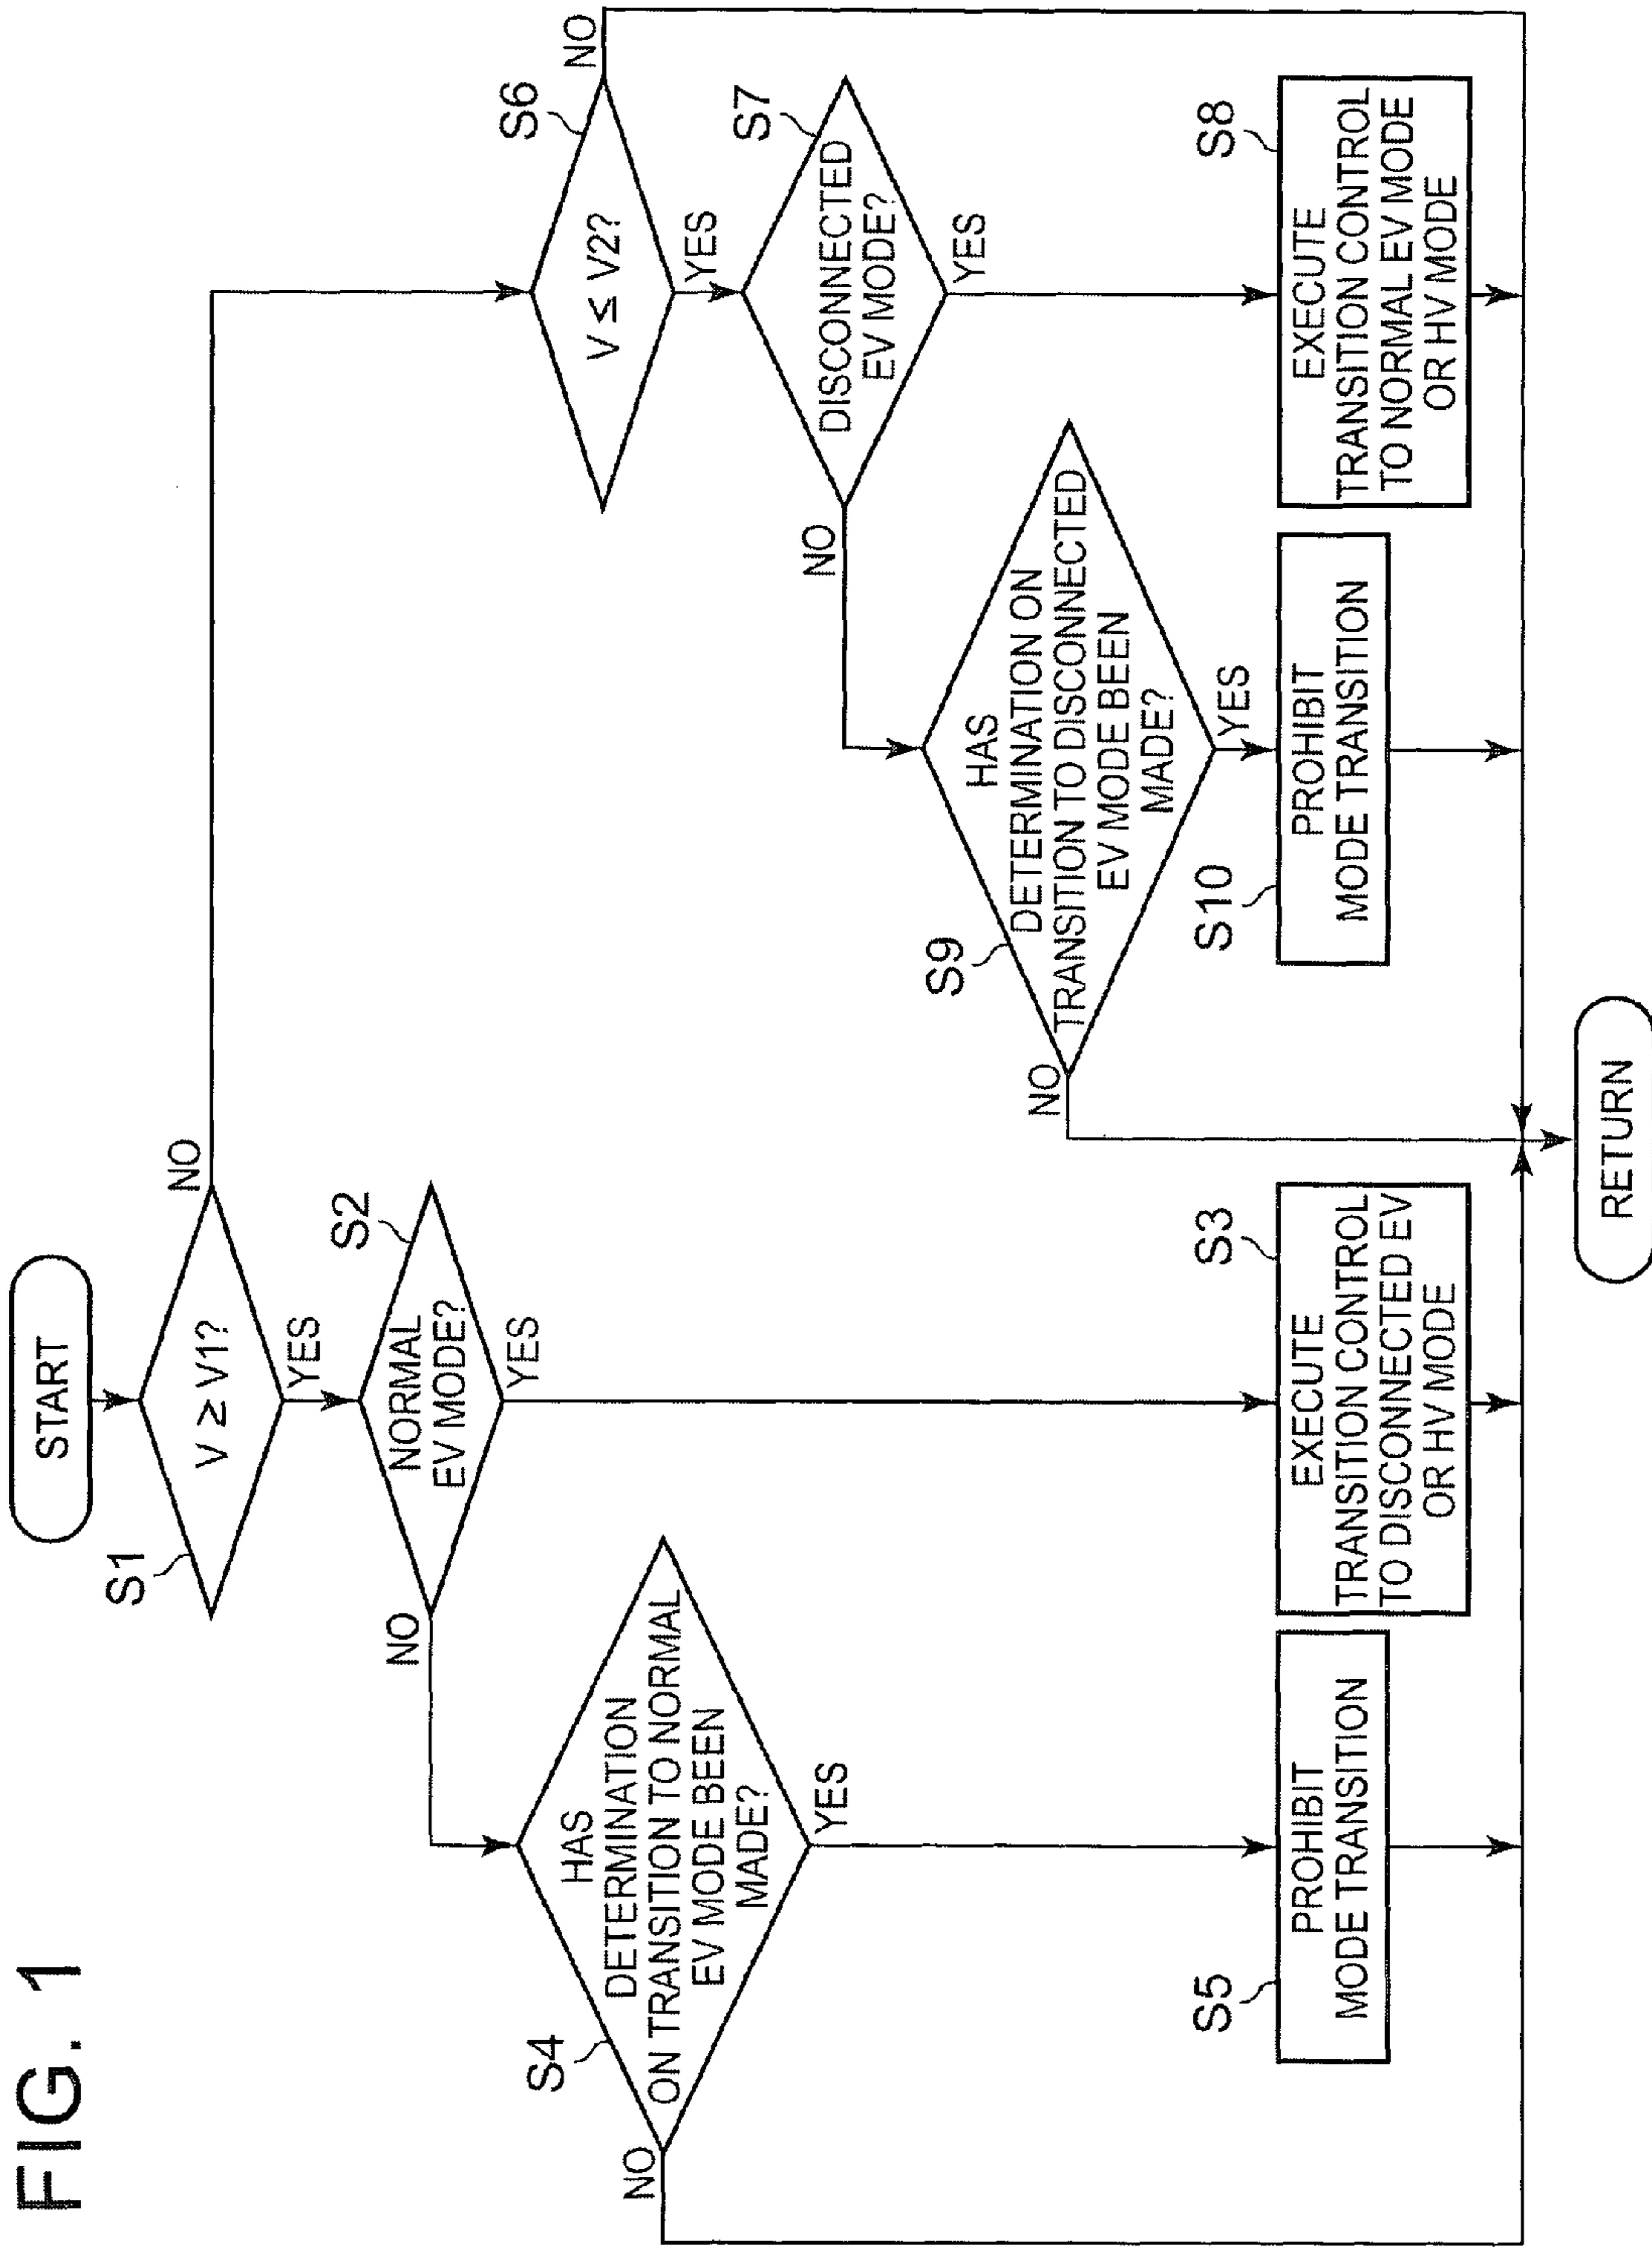 FIG. 1
START
S1
V ≥ V1?
NO
YES
S2
NORMAL
EV MODE?
NO
YES
S4
HAS
DETERMINATION
ON TRANSITION TO NORMAL
EV MODE BEEN
MADE?
NO
YES
S5
PROHIBIT
MODE TRANSITION
S3
EXECUTE
TRANSITION CONTROL
TO DISCONNECTED EV
OR HV MODE
S6
V ≤ V2?
NO
YES
S7
DISCONNECTED
EV MODE?
NO
YES
S9
HAS
DETERMINATION ON
TRANSITION TO DISCONNECTED
EV MODE BEEN
MADE?
NO
YES
S10
PROHIBIT
MODE TRANSITION
S8
EXECUTE
TRANSITION CONTROL
TO NORMAL EV MODE
OR HV MODE
RETURN